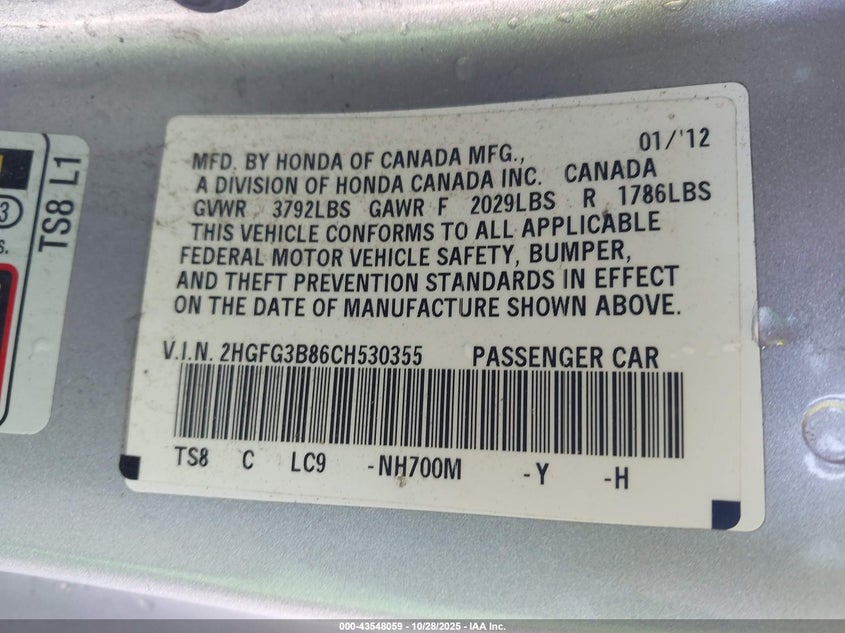 MFD. BY HONDA OF CANADA MFG., 01/'12
A DIVISION OF HONDA CANADA INC. CANADA
GVWR 3792LBS GAWR F 2029LBS R 1786LBS
THIS VEHICLE CONFORMS TO ALL APPLICABLE
FEDERAL MOTOR VEHICLE SAFETY, BUMPER,
AND THEFT PREVENTION STANDARDS IN EFFECT
ON THE DATE OF MANUFACTURE SHOWN ABOVE.
V.I.N. 2HGFG3B86CH530355 PASSENGER CAR
TS8 C LC9 -NH700M -Y -H
TS8 L1
3
000-43548059 - 10/28/2025 - IAA Inc.